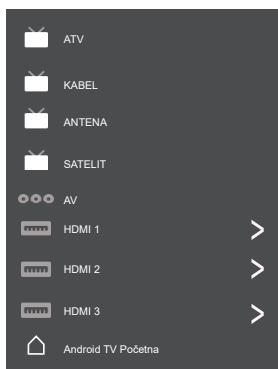 ATV
KABEL
ANTENA
SATELIT
AV
HDMI 1
HDMI 2
HDMI 3
Android TV Početna